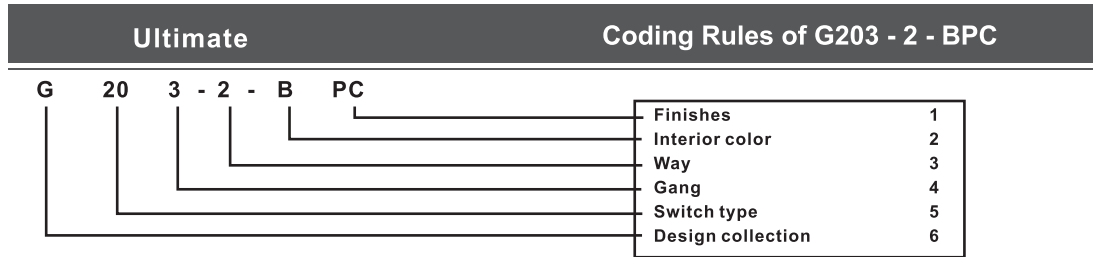 Ultimate Coding Rules of G203 - 2 - BPC
G 20 3 - 2 - B PC
Finishes 1
Interior color 2
Way 3
Gang 4
Switch type 5
Design collection 6